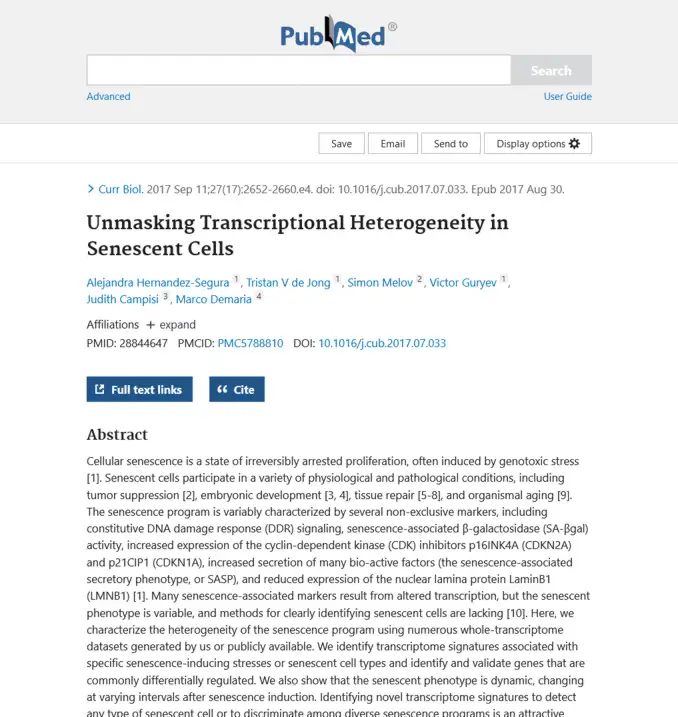 PubMed®
Search
Advanced
User Guide
Save
Email
Send to
Display options
Curr Biol. 2017 Sep 11;27(17):2652-2660.e4. doi: 10.1016/j.cub.2017.07.033. Epub 2017 Aug 30.
Unmasking Transcriptional Heterogeneity in
Senescent Cells
Alejandra Hernandez-Segura 1, Tristan V de Jong 1, Simon Melov 2, Victor Guryev 1,
Judith Campisi 3, Marco Demaria 4
Affiliations + expand
PMID: 28844647 PMCID: PMC5788810 DOI: 10.1016/j.cub.2017.07.033
Full text links
Cite
Abstract
Cellular senescence is a state of irreversibly arrested proliferation, often induced by genotoxic stress
[1]. Senescent cells participate in a variety of physiological and pathological conditions, including
tumor suppression [2], embryonic development [3, 4], tissue repair [5-8], and organismal aging [9].
The senescence program is variably characterized by several non-exclusive markers, including
constitutive DNA damage response (DDR) signaling, senescence-associated β-galactosidase (SA-βgal)
activity, increased expression of the cyclin-dependent kinase (CDK) inhibitors p16INK4A (CDKN2A)
and p21CIP1 (CDKN1A), increased secretion of many bio-active factors (the senescence-associated
secretory phenotype, or SASP), and reduced expression of the nuclear lamina protein LaminB1
(LMNB1) [1]. Many senescence-associated markers result from altered transcription, but the senescent
phenotype is variable, and methods for clearly identifying senescent cells are lacking [10]. Here, we
characterize the heterogeneity of the senescence program using numerous whole-transcriptome
datasets generated by us or publicly available. We identify transcriptome signatures associated with
specific senescence-inducing stresses or senescent cell types and identify and validate genes that are
commonly differentially regulated. We also show that the senescent phenotype is dynamic, changing
at varying intervals after senescence induction. Identifying novel transcriptome signatures to detect
any type of senescent cell or to discriminate among diverse senescence programs is an attractive